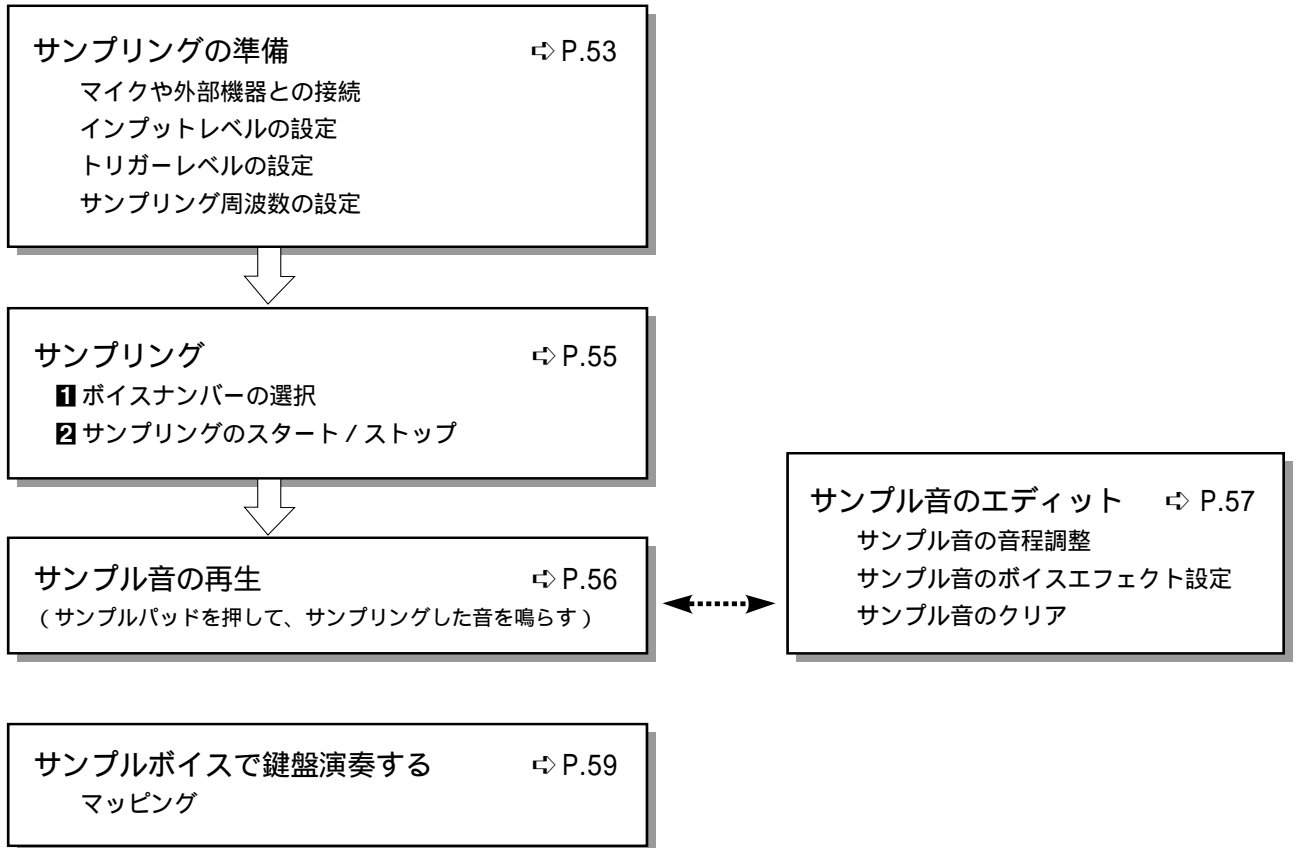 サンプリングの準備 ➪ P.53
マイクや外部機器との接続
インプットレベルの設定
トリガーレベルの設定
サンプリング周波数の設定
サンプリング ➪ P.55
1 ボイスナンバーの選択
2 サンプリングのスタート / ストップ
サンプル音の再生 ➪ P.56
( サンプルパッドを押して、サンプリングした音を鳴らす )
サンプル音のエディット ➪ P.57
サンプル音の音程調整
サンプル音のボイスエフェクト設定
サンプル音のクリア
サンプルボイスで鍵盤演奏する ➪ P.59
マッピング